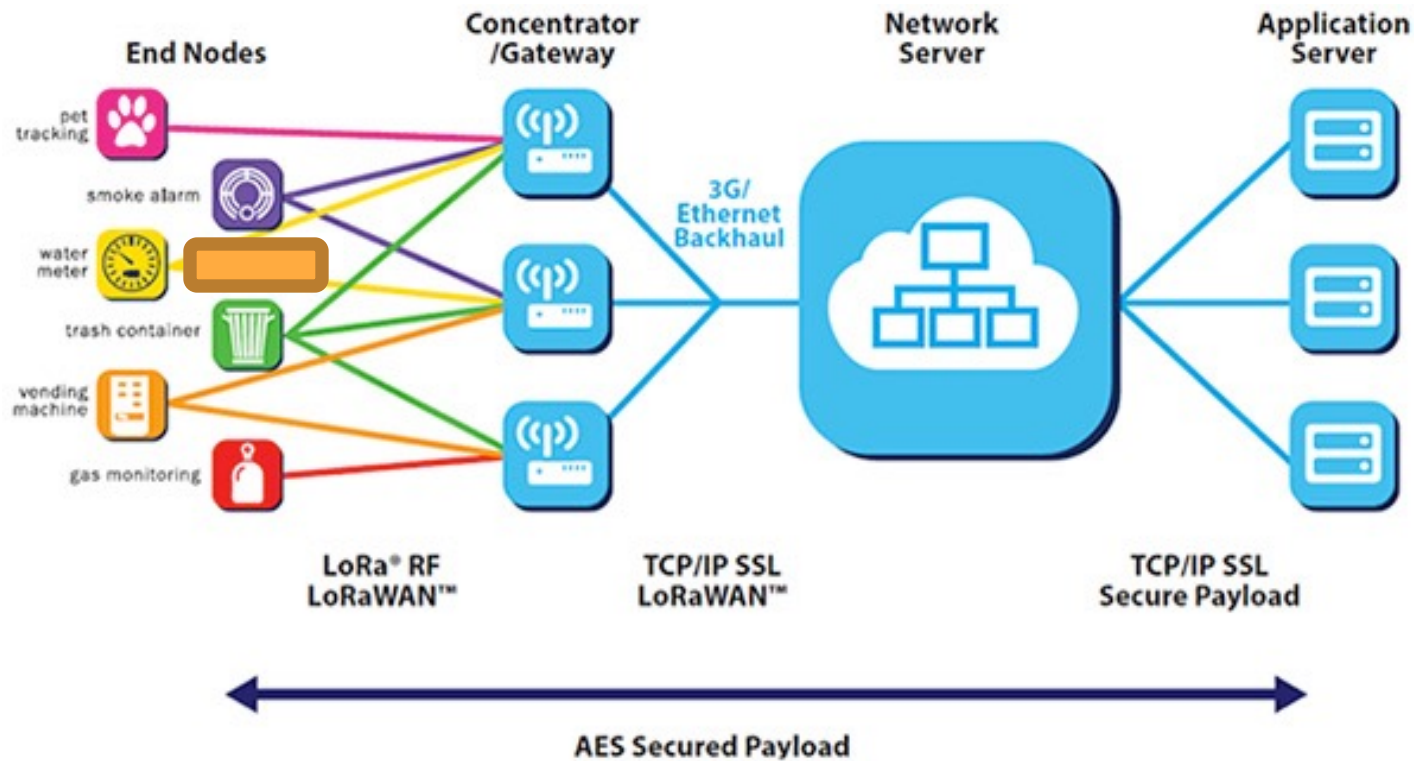 End Nodes
Concentrator
/Gateway
Network
Server
Application
Server
pet
tracking
smoke alarm
water
meter
trash container
vending
machine
gas monitoring
3G/
Ethernet
Backhaul
LoRa® RF
LoRaWAN™
TCP/IP SSL
LoRaWAN™
TCP/IP SSL
Secure Payload
AES Secured Payload